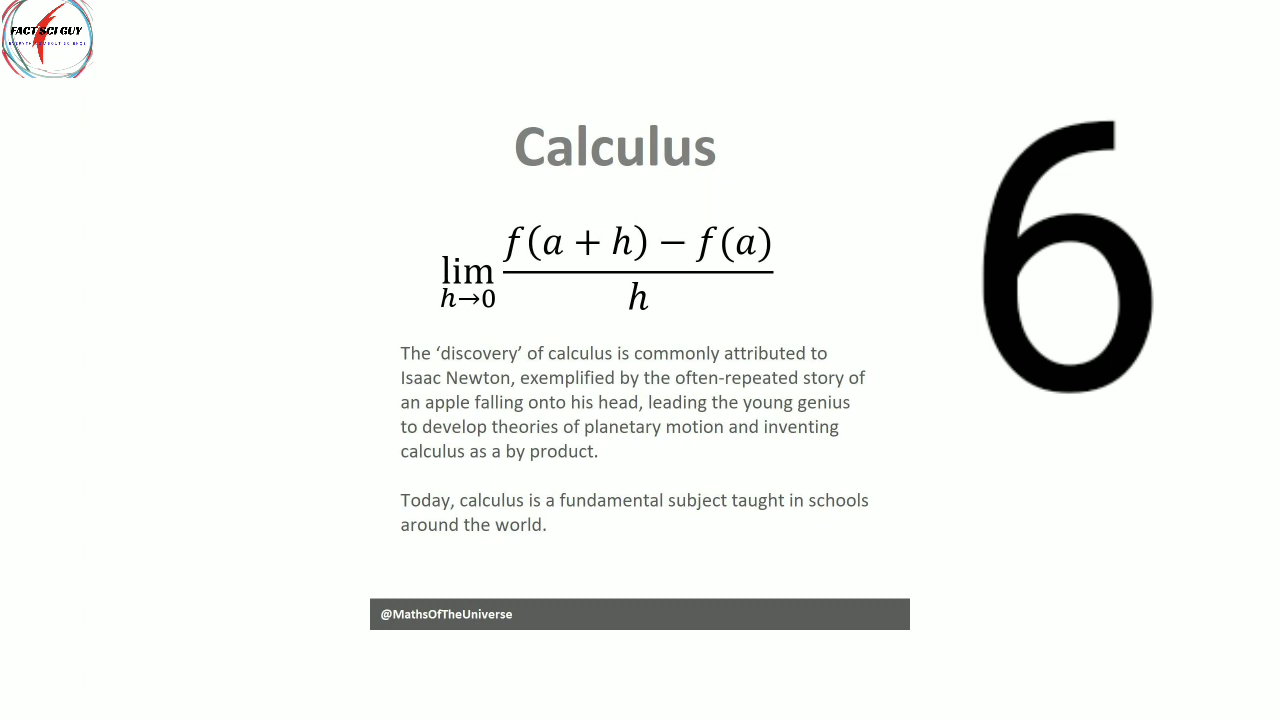 FACT SCI GUY
EVERYTHING ABOUT SCIENCE
Calculus
6
lim h→0 f(a + h) − f(a) / h
The ‘discovery’ of calculus is commonly attributed to
Isaac Newton, exemplified by the often-repeated story of
an apple falling onto his head, leading the young genius
to develop theories of planetary motion and inventing
calculus as a by product.
Today, calculus is a fundamental subject taught in schools
around the world.
@MathsOfTheUniverse